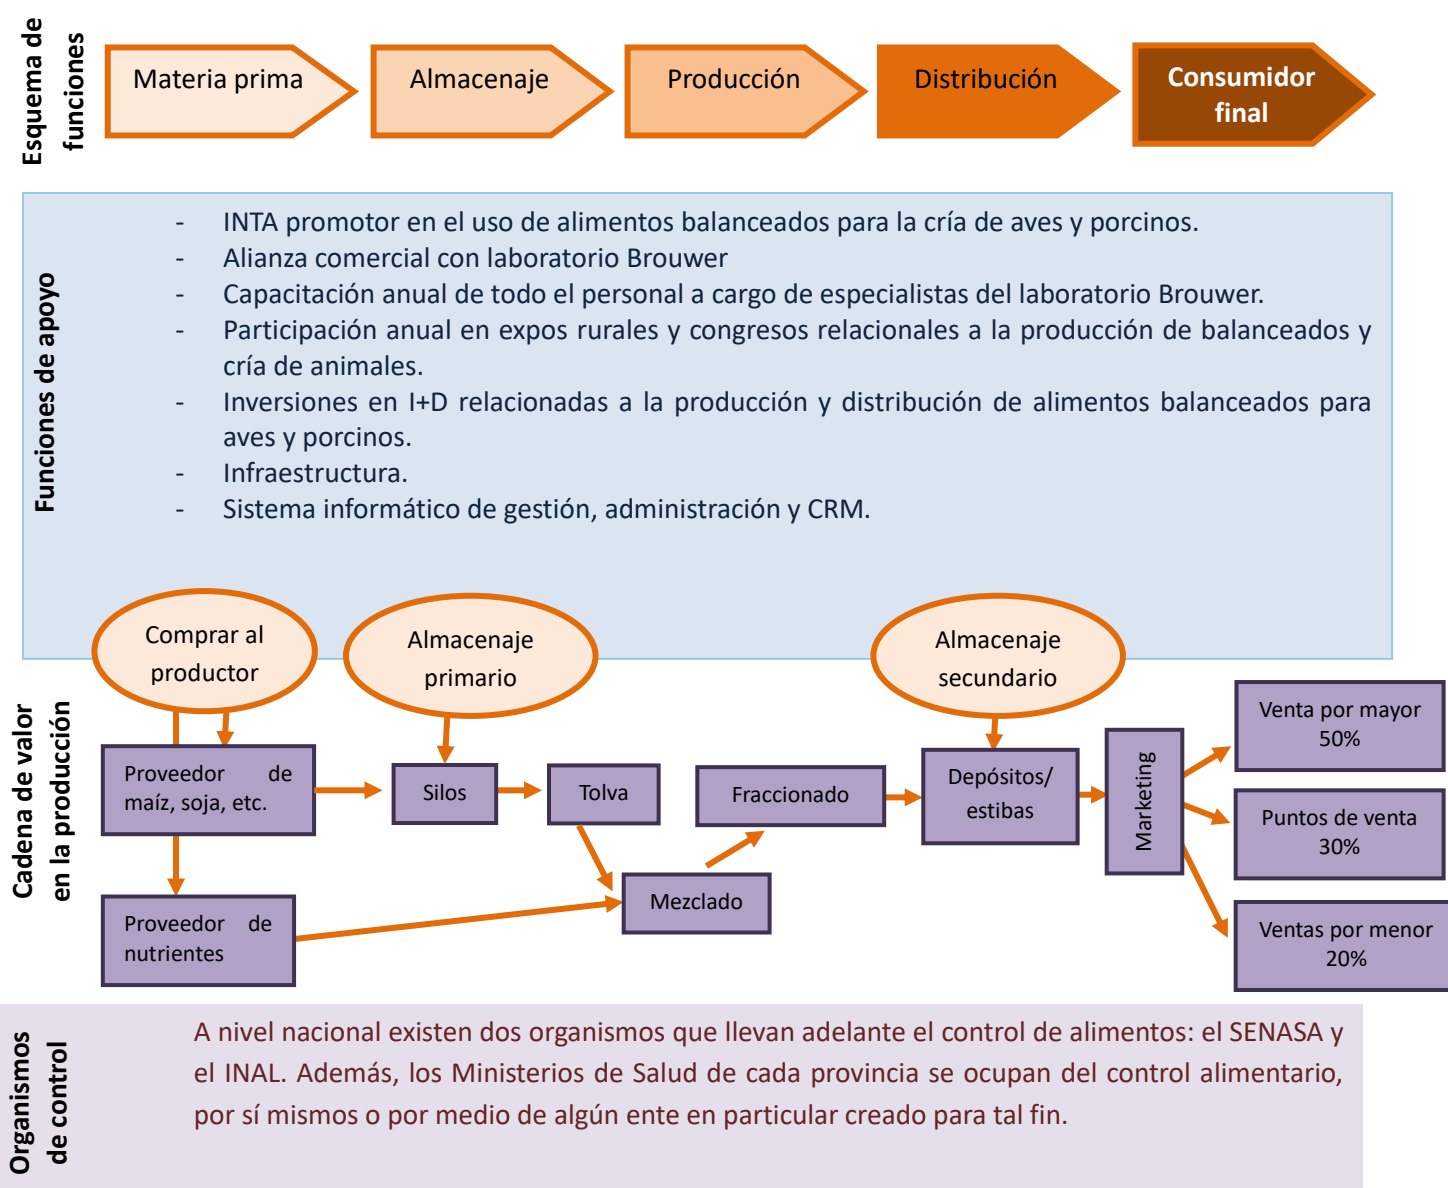 Esquema de
funciones
Materia prima
Almacenaje
Producción
Distribución
Consumidor
final
Funciones de apoyo
- INTA promotor en el uso de alimentos balanceados para la cría de aves y porcinos.
- Alianza comercial con laboratorio Brouwer
- Capacitación anual de todo el personal a cargo de especialistas del laboratorio Brouwer.
- Participación anual en expos rurales y congresos relacionales a la producción de balanceados y
cría de animales.
- Inversiones en I+D relacionadas a la producción y distribución de alimentos balanceados para
aves y porcinos.
- Infraestructura.
- Sistema informático de gestión, administración y CRM.
Comprar al
productor
Almacenaje
primario
Almacenaje
secundario
Cadena de valor
en la producción
Proveedor de
maíz, soja, etc.
Silos
Tolva
Fraccionado
Depósitos/
estibas
Marketing
Venta por mayor
50%
Puntos de venta
30%
Ventas por menor
20%
Mezclado
Proveedor de
nutrientes
Organismos
de control
A nivel nacional existen dos organismos que llevan adelante el control de alimentos: el SENASA y
el INAL. Además, los Ministerios de Salud de cada provincia se ocupan del control alimentario,
por sí mismos o por medio de algún ente en particular creado para tal fin.